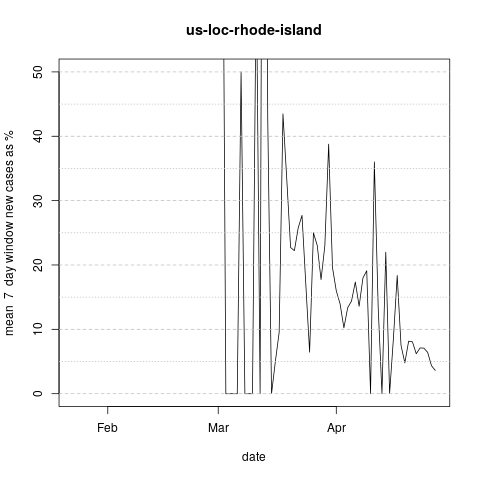 us-loc-rhode-island
mean 7 day window new cases as %
50
40
30
20
10
0
Feb
Mar
Apr
date